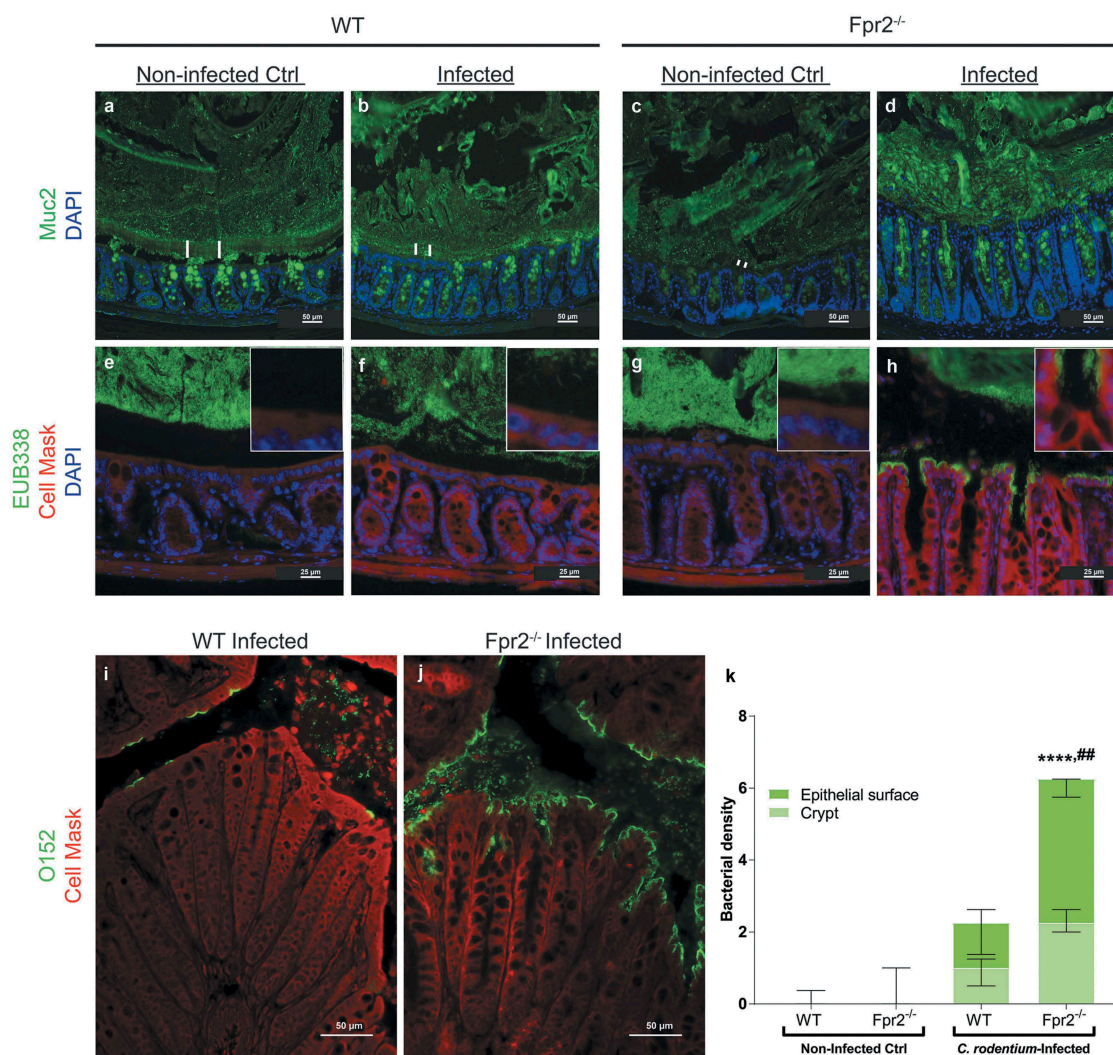 WT
Fpr2-/-
Non-infected Ctrl
Infected
Non-infected Ctrl
Infected
Muc2
DAPI
a
b
c
d
50 µm
50 µm
50 µm
50 µm
EUB338
Cell Mask
DAPI
e
f
g
h
25 µm
25 µm
25 µm
25 µm
WT Infected
Fpr2-/- Infected
O152
Cell Mask
i
j
50 µm
50 µm
k
Bacterial density
8
6
4
2
0
****,##
Epithelial surface
Crypt
WT
Fpr2-/-
WT
Fpr2-/-
Non-Infected Ctrl
C. rodentium-Infected